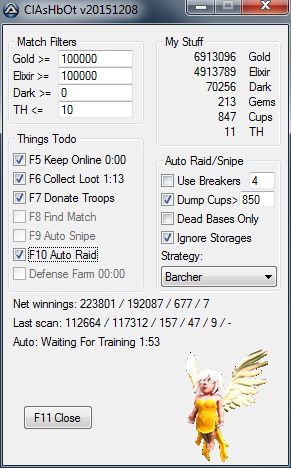 ClAsHbOt v20151208
Match Filters
Gold >= 100000
Elixir >= 100000
Dark >= 0
TH <= 10
My Stuff
6913096 Gold
4913789 Elixir
70256 Dark
213 Gems
847 Cups
11 TH
Things Todo
F5 Keep Online 0:00
F6 Collect Loot 1:13
F7 Donate Troops
F8 Find Match
F9 Auto Snipe
F10 Auto Raid
Defense Farm 00:00
Auto Raid/Snipe
Use Breakers 4
Dump Cups> 850
Dead Bases Only
Ignore Storages
Strategy:
Barcher
Net winnings: 223801 / 192087 / 677 / 7
Last scan: 112664 / 117312 / 157 / 47 / 9 / -
Auto: Waiting For Training 1:53
F11 Close